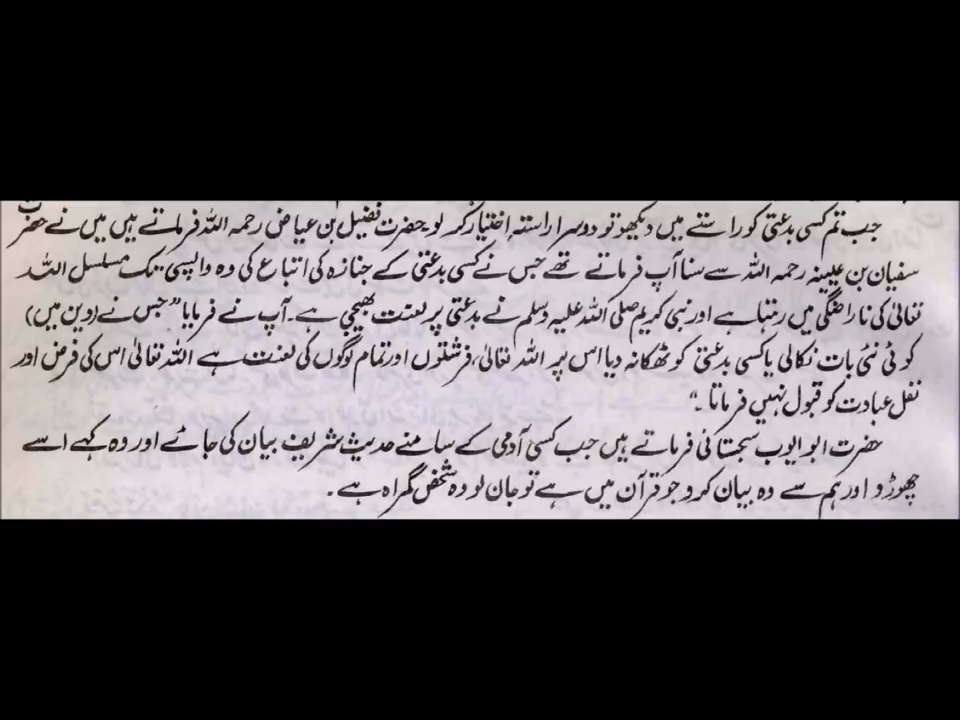 جب تم کسی بدعتی کو راستے میں دیکھو تو دوسرا راستہ اختیار کر لو۔ حضرت فضیل بن عیاض رحمہ اللہ فرماتے ہیں میں نے حضرت
سفیان بن عیینہ رحمہ اللہ سے سنا آپ فرماتے تھے جس نے کسی بدعتی کے جنازہ کی اتباع کی وہ واپسی تک مسلسل اللہ
تعالیٰ کی ناراضگی میں رہتا ہے اور نبی کریم صلی اللہ علیہ وسلم نے بدعتی پر لعنت بھیجی ہے۔ آپ نے فرمایا "جس نے (دین میں)
کوئی نئی بات نکالی یا کسی بدعتی کو ٹھکانہ دیا اس پر اللہ تعالیٰ، فرشتوں اور تمام لوگوں کی لعنت ہے اللہ تعالیٰ اس کی فرض اور
نفل عبادت کو قبول نہیں فرماتا۔"
حضرت ابو ایوب سجستانی فرماتے ہیں جب کسی آدمی کے سامنے حدیث شریف بیان کی جائے اور وہ کہے اسے
چھوڑو اور ہم سے وہ بیان کرو جو قرآن میں ہے تو جان لو وہ شخص گمراہ ہے۔